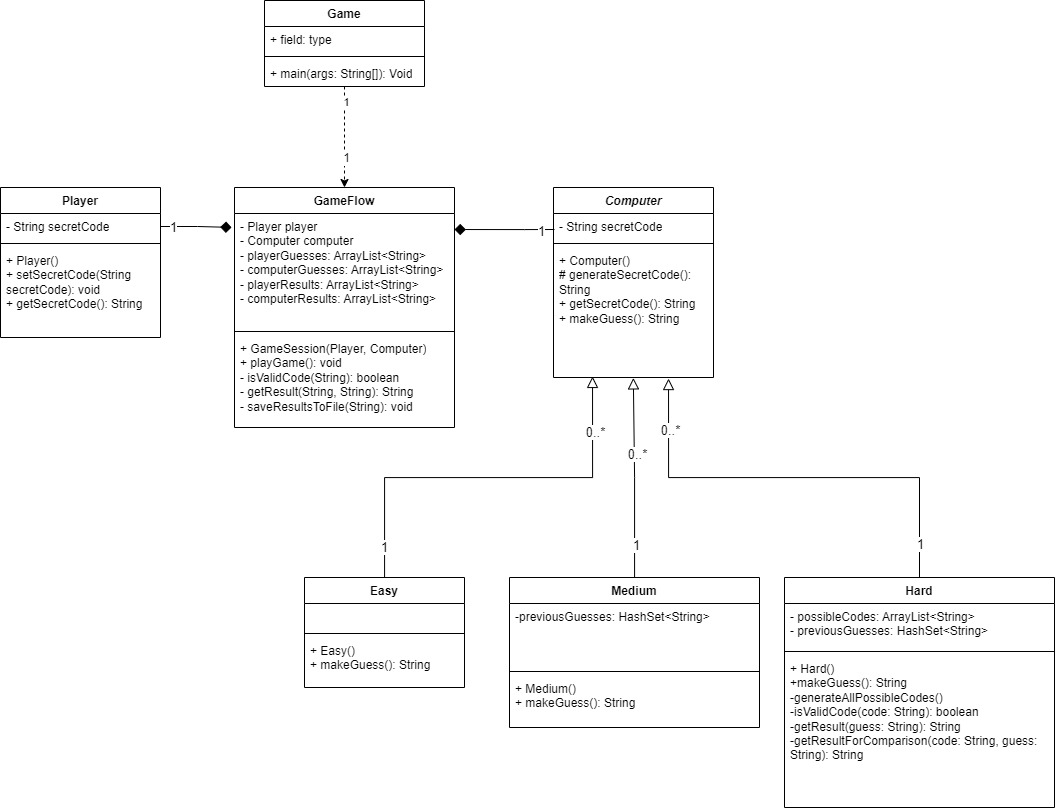 Game
+ field: type
+ main(args: String[]): Void
1
1
Player
- String secretCode
+ Player()
+ setSecretCode(String
secretCode): void
+ getSecretCode(): String
1
GameFlow
- Player player
- Computer computer
- playerGuesses: ArrayList<String>
- computerGuesses: ArrayList<String>
- playerResults: ArrayList<String>
- computerResults: ArrayList<String>
+ GameSession(Player, Computer)
+ playGame(): void
- isValidCode(String): boolean
- getResult(String, String): String
- saveResultsToFile(String): void
1
Computer
- String secretCode
+ Computer()
# generateSecretCode():
String
+ getSecretCode(): String
+ makeGuess(): String
0..*
0..*
0..*
1
1
1
Easy
+ Easy()
+ makeGuess(): String
Medium
-previousGuesses: HashSet<String>
+ Medium()
+ makeGuess(): String
Hard
- possibleCodes: ArrayList<String>
- previousGuesses: HashSet<String>
+ Hard()
+makeGuess(): String
-generateAllPossibleCodes()
-isValidCode(code: String): boolean
-getResult(guess: String): String
-getResultForComparison(code: String, guess:
String): String